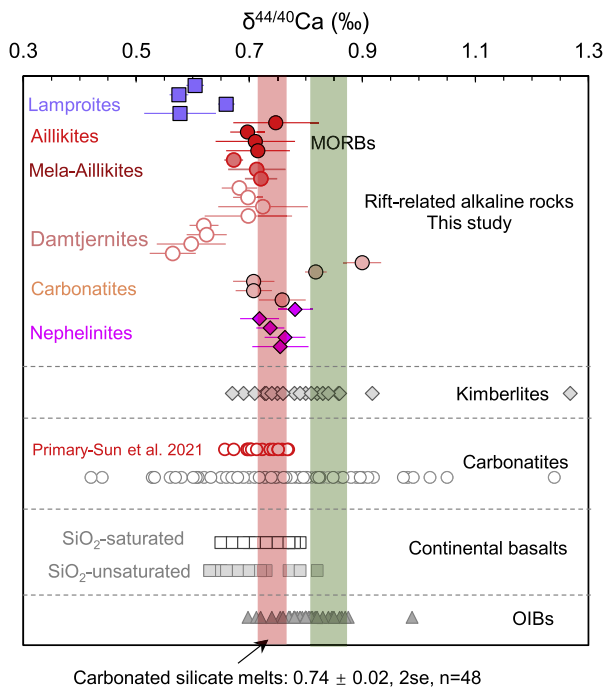 δ44/40Ca (‰)
0.3 0.5 0.7 0.9 1.1 1.3
Lamproites
Aillikites
MORBs
Mela-Aillikites
Rift-related alkaline rocks
This study
Damtjernites
Carbonatites
Nephelinites
Kimberlites
Primary-Sun et al. 2021
Carbonatites
SiO2-saturated
Continental basalts
SiO2-unsaturated
OIBs
Carbonated silicate melts: 0.74 ± 0.02, 2se, n=48